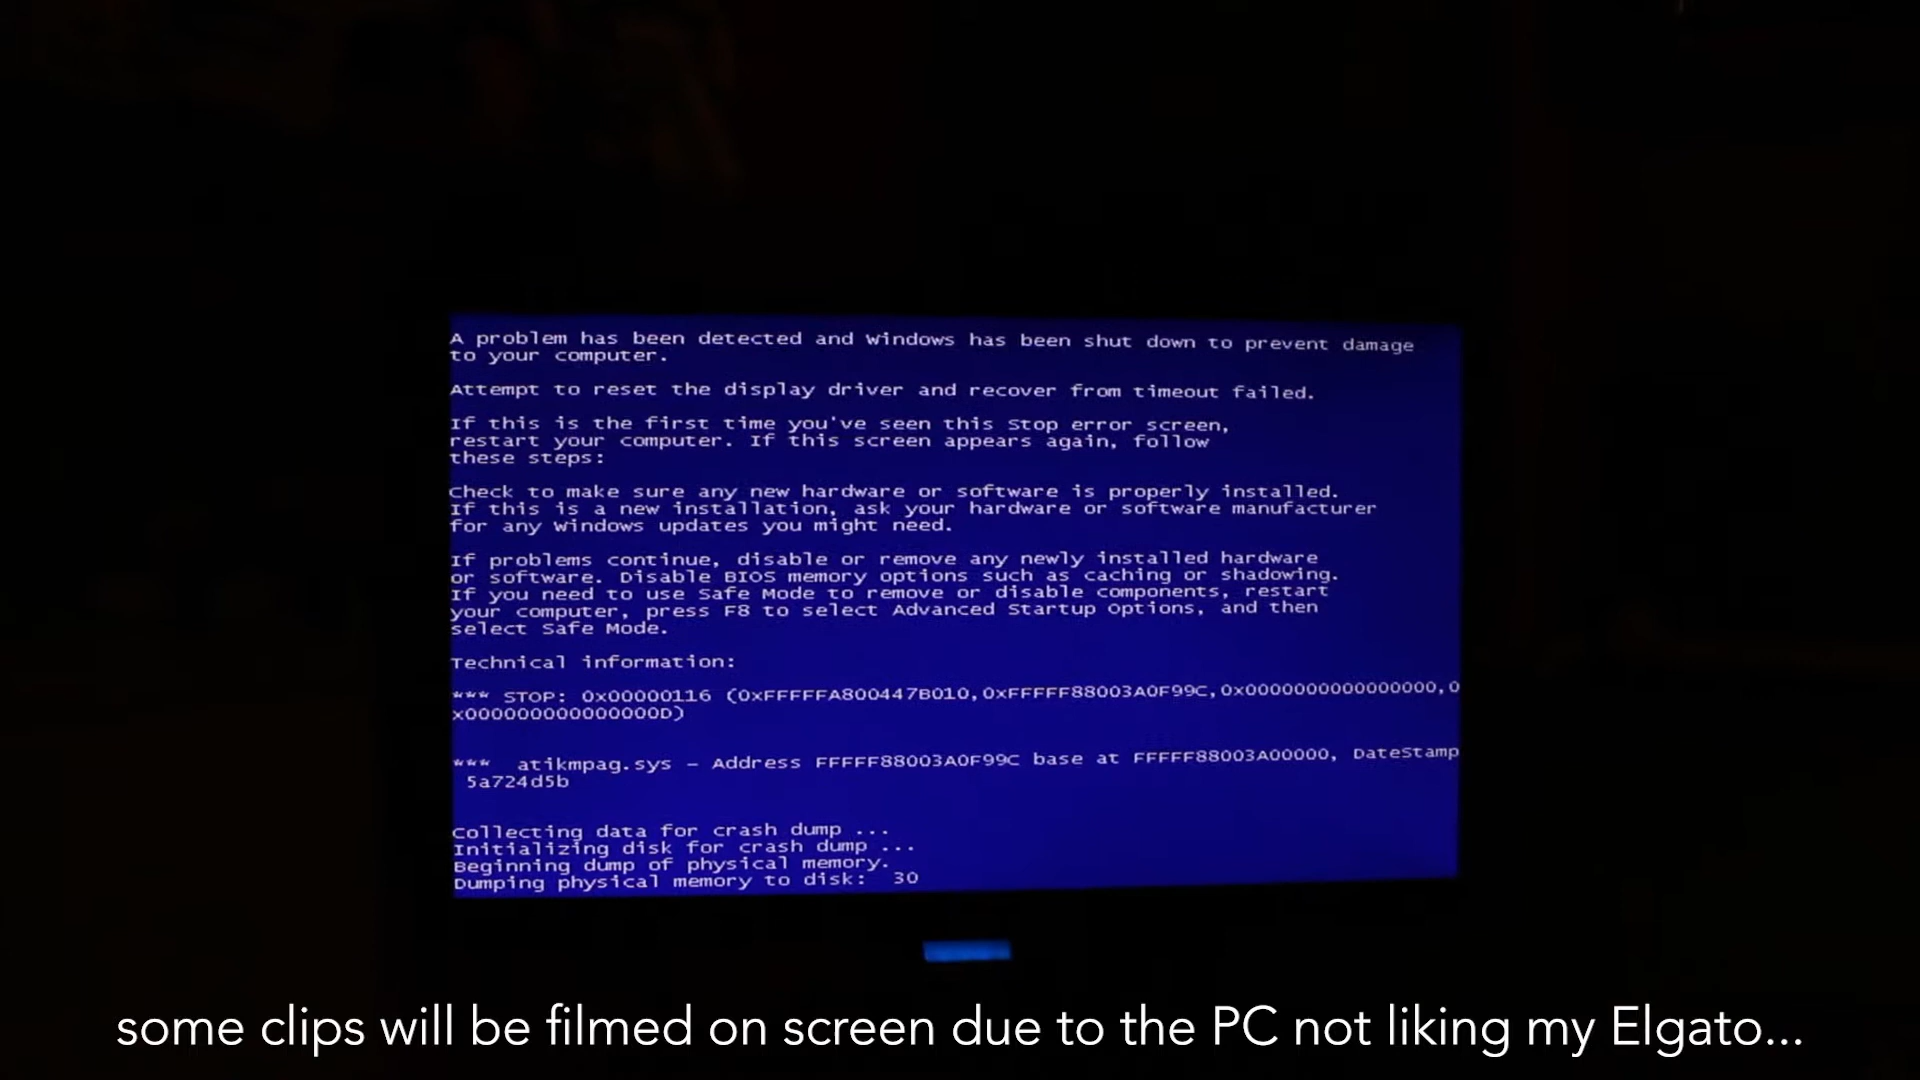 A problem has been detected and Windows has been shut down to prevent damage
to your computer.
Attempt to reset the display driver and recover from timeout failed.
If this is the first time you've seen this Stop error screen,
restart your computer. If this screen appears again, follow
these steps:
Check to make sure any new hardware or software is properly installed.
If this is a new installation, ask your hardware or software manufacturer
for any Windows updates you might need.
If problems continue, disable or remove any newly installed hardware
or software. Disable BIOS memory options such as caching or shadowing.
If you need to use Safe Mode to remove or disable components, restart
your computer, press F8 to select Advanced Startup Options, and then
select Safe Mode.
Technical information:
*** STOP: 0x00000116 (0xFFFFFA800447B010,0xFFFFF88003A0F99C,0x0000000000000000,0
x000000000000000D)
*** atikmpag.sys - Address FFFFF88003A0F99C base at FFFFF88003A00000, DateStamp
5a724d5b
Collecting data for crash dump ...
Initializing disk for crash dump ...
Beginning dump of physical memory.
Dumping physical memory to disk: 30
some clips will be filmed on screen due to the PC not liking my Elgato...